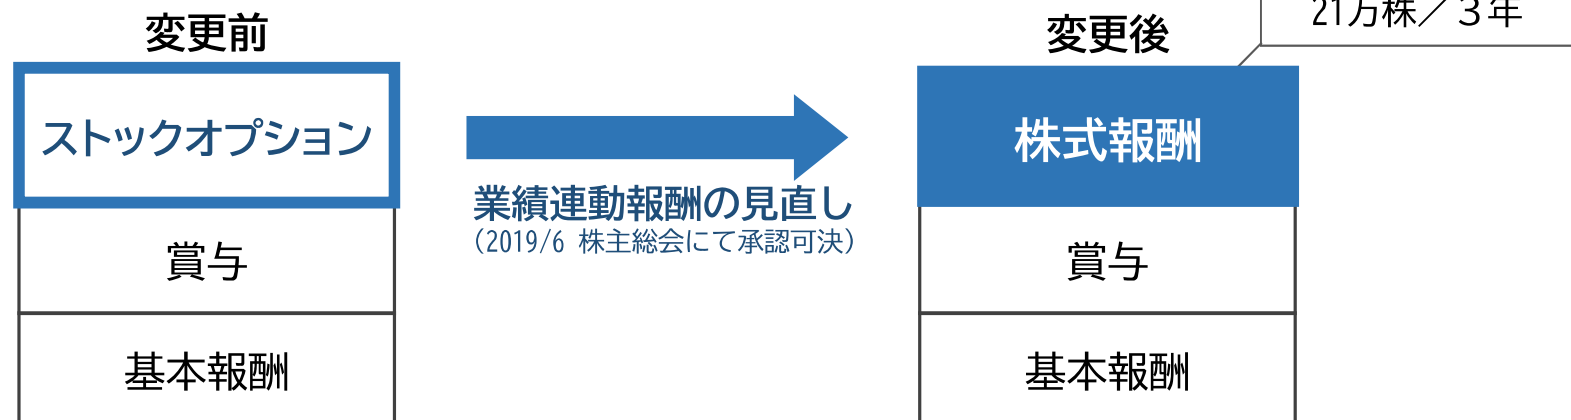 21万株／３年
変更前
変更後
ストックオプション
株式報酬
業績連動報酬の見直し
（2019/6 株主総会にて承認可決）
賞与
賞与
基本報酬
基本報酬